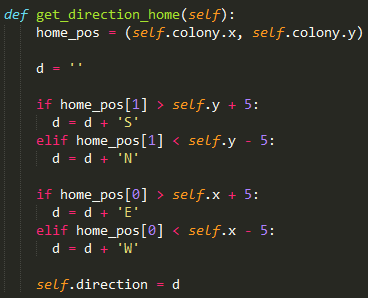 def get_direction_home(self):
    home_pos = (self.colony.x, self.colony.y)

    d = ''

    if home_pos[1] > self.y + 5:
      d = d + 'S'
    elif home_pos[1] < self.y - 5:
      d = d + 'N'

    if home_pos[0] > self.x + 5:
      d = d + 'E'
    elif home_pos[0] < self.x - 5:
      d = d + 'W'

    self.direction = d